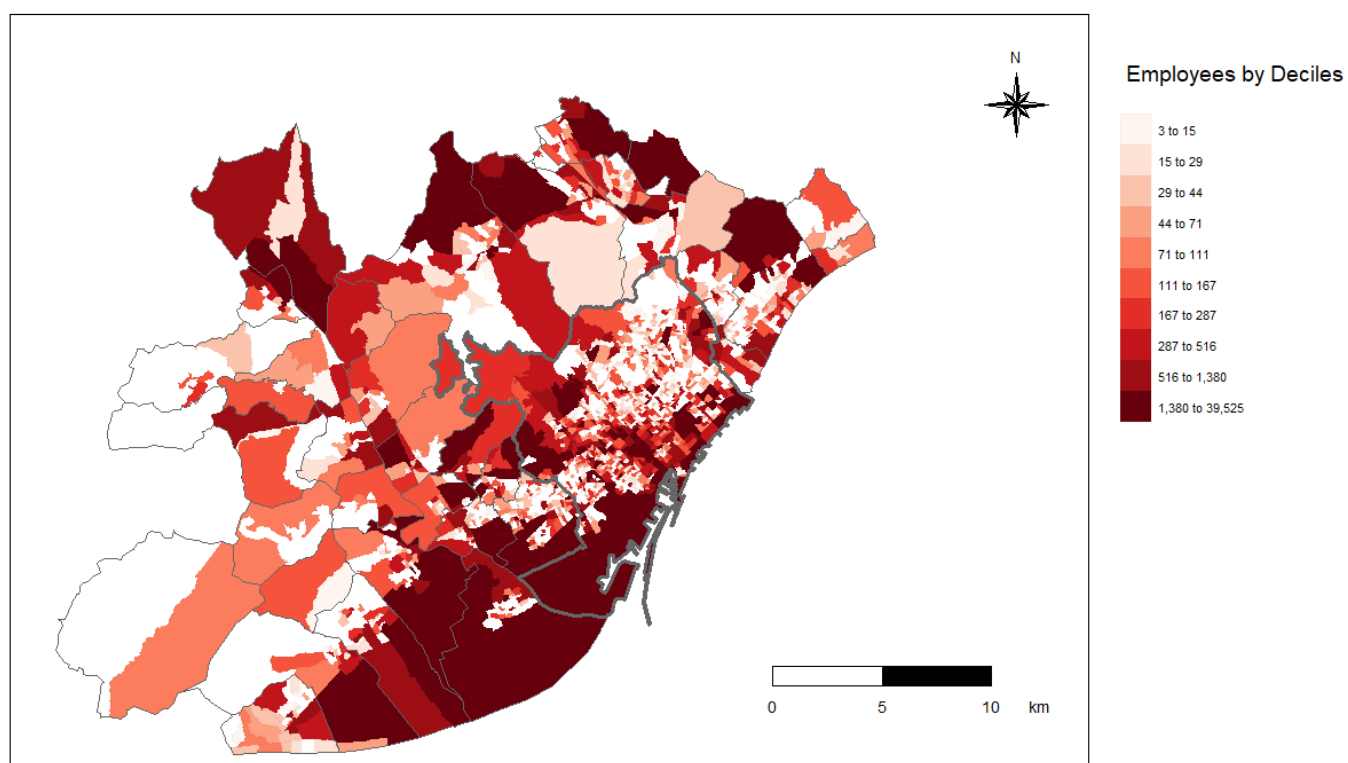 N
Employees by Deciles
3 to 15
15 to 29
29 to 44
44 to 71
71 to 111
111 to 167
167 to 287
287 to 516
516 to 1,380
1,380 to 39,525
0 5 10 km